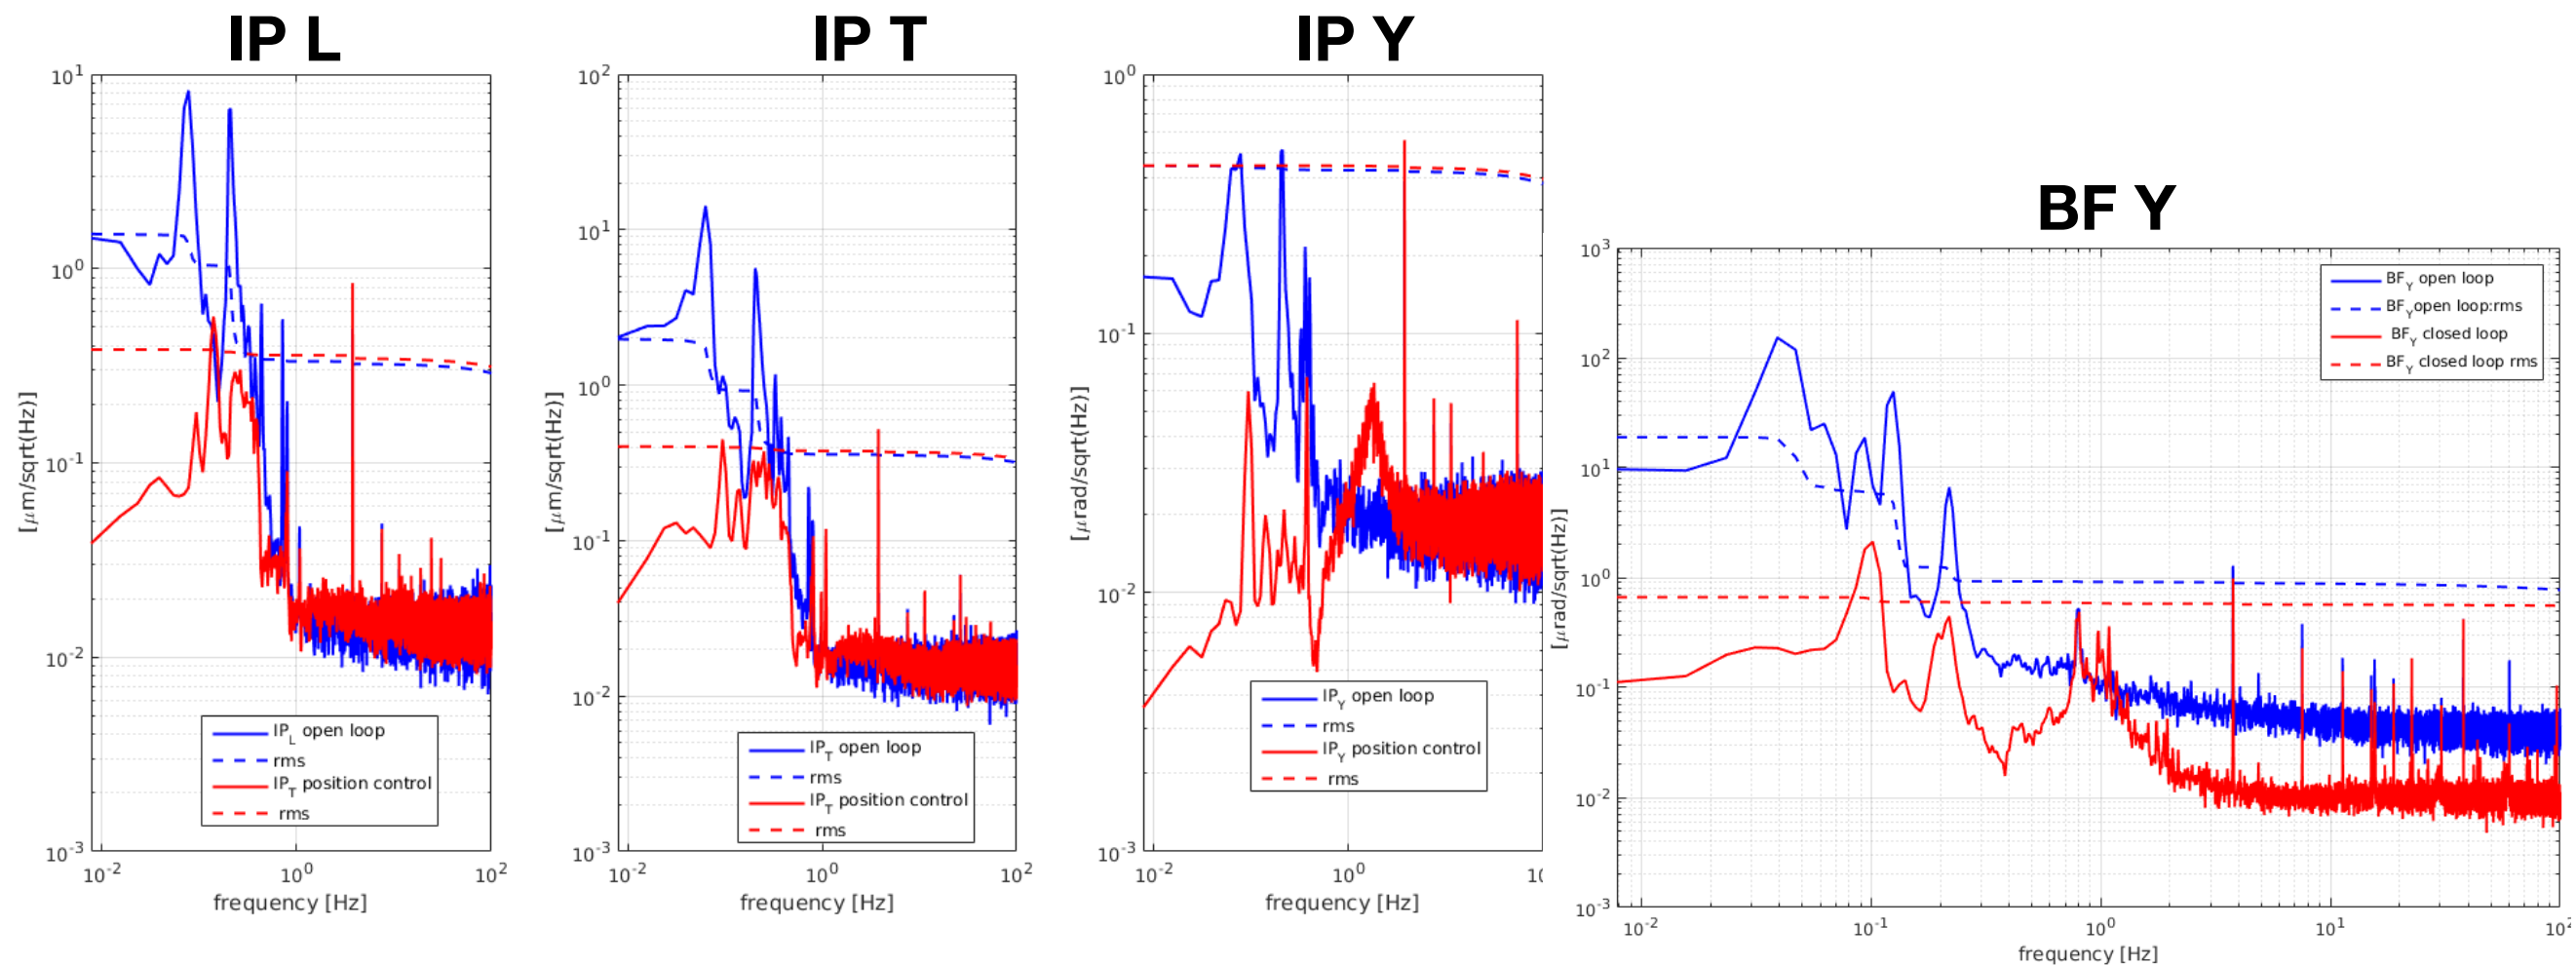 IP L
10^1
10^0
10^-1
10^-2
10^-3
[μm/sqrt(Hz)]
IP_L open loop
rms
IP_T position control
rms
10^-2
10^0
10^2
frequency [Hz]
IP T
10^2
10^1
10^0
10^-1
10^-2
10^-3
[μm/sqrt(Hz)]
IP_T open loop
rms
IP_T position control
rms
10^-2
10^0
10^2
frequency [Hz]
IP Y
10^0
10^-1
10^-2
10^-3
[μrad/sqrt(Hz)]
IP_Y open loop
rms
IP_Y position control
rms
10^-2
10^0
10
frequency [Hz]
BF Y
10^3
10^2
10^1
10^0
10^-1
10^-2
10^-3
[μrad/sqrt(Hz)]
BF_Y open loop
BF_Y open loop:rms
BF_Y closed loop
BF_Y closed loop rms
10^-2
10^-1
10^0
10^1
10^2
frequency [Hz]